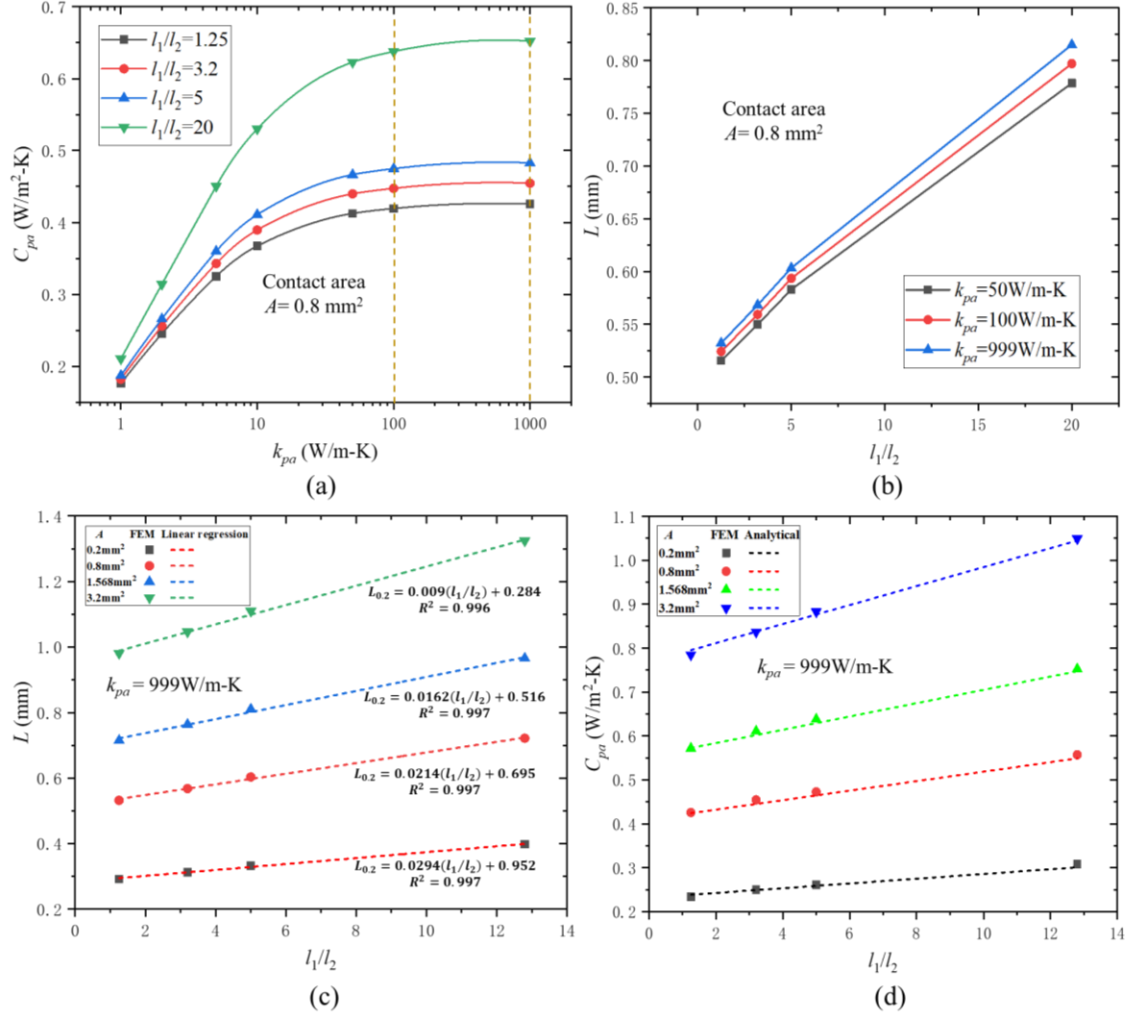 0.7
0.6
0.5
0.4
0.3
0.2
C_pa (W/m²-K)
l₁/l₂=1.25
l₁/l₂=3.2
l₁/l₂=5
l₁/l₂=20
Contact area
A= 0.8 mm²
1 10 100 1000
k_pa (W/m-K)
(a)
0.85
0.80
0.75
0.70
0.65
0.60
0.55
0.50
L (mm)
Contact area
A= 0.8 mm²
k_pa=50W/m-K
k_pa=100W/m-K
k_pa=999W/m-K
0 5 10 15 20
l₁/l₂
(b)
1.4
1.2
1.0
0.8
0.6
0.4
0.2
L (mm)
A FEM Linear regression
0.2mm²
0.8mm²
1.568mm²
3.2mm²
L₀.₂ = 0.009(l₁/l₂) + 0.284
R² = 0.996
k_pa = 999W/m-K
L₀.₂ = 0.0162(l₁/l₂) + 0.516
R² = 0.997
L₀.₂ = 0.0214(l₁/l₂) + 0.695
R² = 0.997
L₀.₂ = 0.0294(l₁/l₂) + 0.952
R² = 0.997
0 2 4 6 8 10 12 14
l₁/l₂
(c)
1.1
1.0
0.9
0.8
0.7
0.6
0.5
0.4
0.3
0.2
C_pa (W/m²-K)
A FEM Analytical
0.2mm²
0.8mm²
1.568mm²
3.2mm²
k_pa = 999W/m-K
0 2 4 6 8 10 12 14
l₁/l₂
(d)